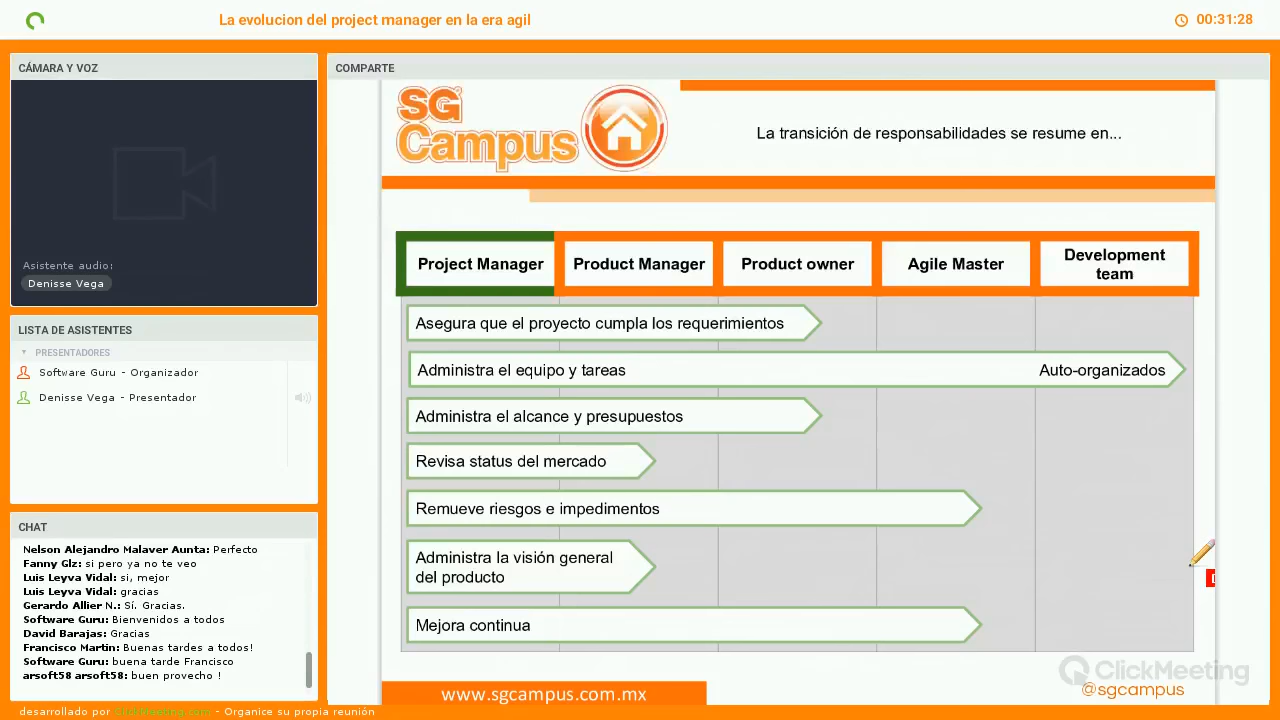 La evolucion del project manager en la era agil
00:31:28
CÁMARA Y VOZ
Asistente audio:
Denisse Vega
LISTA DE ASISTENTES
PRESENTADORES
Software Guru - Organizador
Denisse Vega - Presentador
CHAT
Nelson Alejandro Malaver Aunta: Perfecto
Fanny Glz: si pero ya no te veo
Luis Leyva Vidal: si, mejor
Luis Leyva Vidal: gracias
Gerardo Allier N.: Sí. Gracias.
Software Guru: Bienvenidos a todos
David Barajas: Gracias
Francisco Martin: Buenas tardes a todos!
Software Guru: buena tarde Francisco
arsoft58 arsoft58: buen provecho !
COMPARTE
SG
Campus
La transición de responsabilidades se resume en...
Project Manager
Product Manager
Product owner
Agile Master
Development
team
Asegura que el proyecto cumpla los requerimientos
Administra el equipo y tareas
Auto-organizados
Administra el alcance y presupuestos
Revisa status del mercado
Remueve riesgos e impedimentos
Administra la visión general
del producto
Mejora continua
ClickMeeting
www.sgcampus.com.mx
@sgcampus
desarrollado por ClickMeeting.com - Organice su propia reunión